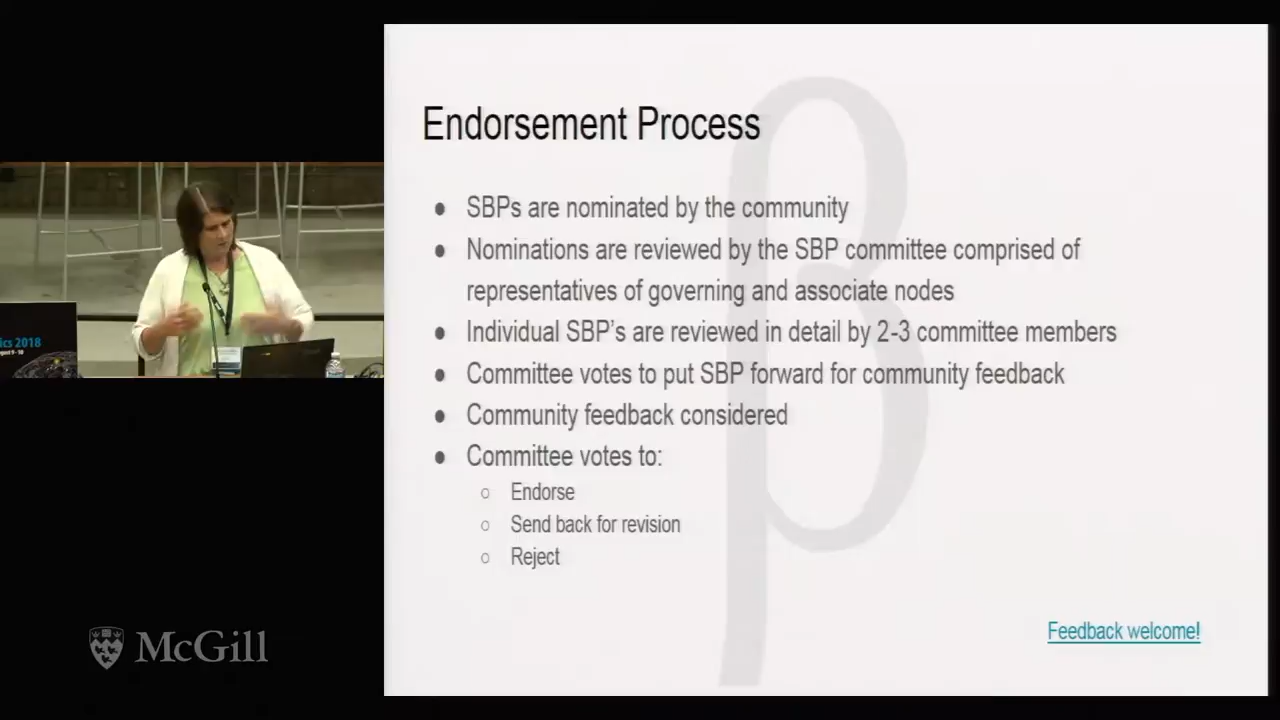 Endorsement Process
● SBPs are nominated by the community
● Nominations are reviewed by the SBP committee comprised of
representatives of governing and associate nodes
● Individual SBP's are reviewed in detail by 2-3 committee members
● Committee votes to put SBP forward for community feedback
● Community feedback considered
● Committee votes to:
○ Endorse
○ Send back for revision
○ Reject
Feedback welcome!
ics 2018
McGill